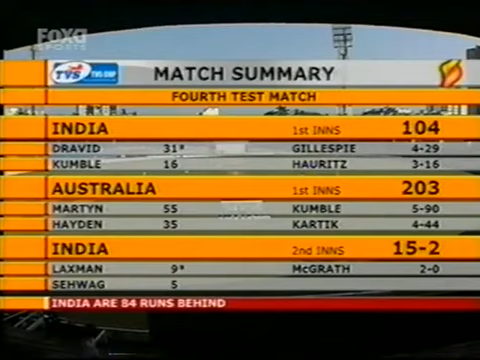 FOX SPORTS
TVS TVS CUP MATCH SUMMARY
FOURTH TEST MATCH
INDIA 1st INNS 104
DRAVID 31* GILLESPIE 4-29
KUMBLE 16 HAURITZ 3-16
AUSTRALIA 1st INNS 203
MARTYN 55 KUMBLE 5-90
HAYDEN 35 KARTIK 4-44
INDIA 2nd INNS 15-2
LAXMAN 9* McGRATH 2-0
SEHWAG 5
INDIA ARE 84 RUNS BEHIND